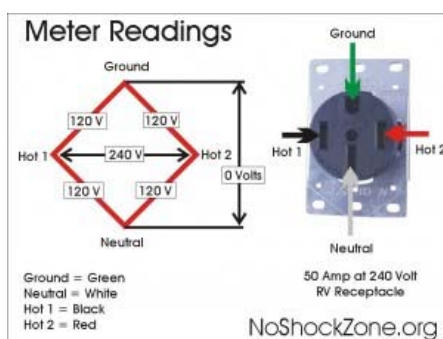 Meter Readings
Ground
120 V
120 V
Hot 1
240 V
Hot 2
120 V
120 V
0 Volts
Neutral
Ground = Green
Neutral = White
Hot 1 = Black
Hot 2 = Red
Ground
Hot 1
Hot 2
Neutral
50 Amp at 240 Volt
RV Receptacle
NoShockZone.org